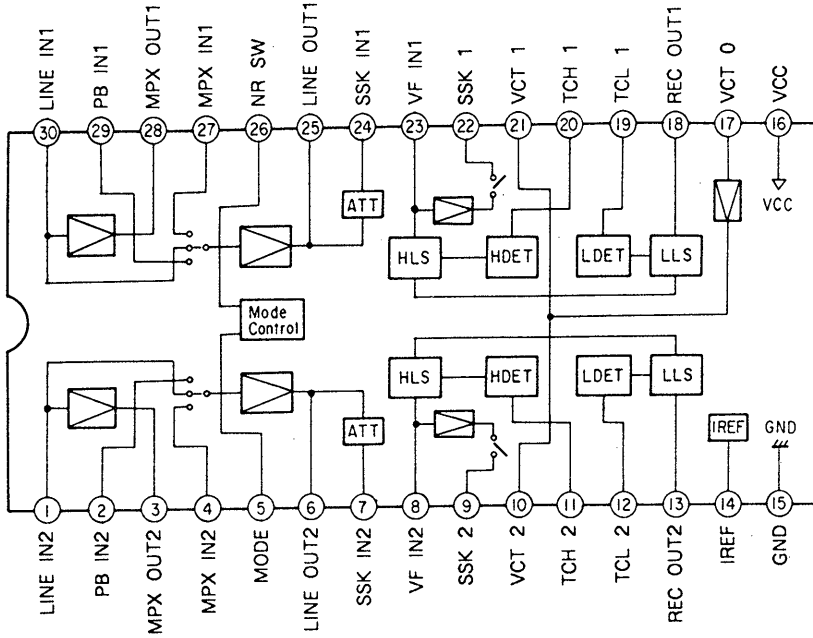 LINE IN1
PB IN1
MPX OUT1
MPX IN1
NR SW
LINE OUT1
SSK IN1
VF IN1
SSK 1
VCT 1
TCH 1
TCL 1
REC OUT1
VCT 0
VCC
30
29
28
27
26
25
24
23
22
21
20
19
18
17
16
ATT
VCC
HLS
HDET
LDET
LLS
Mode
Control
HLS
HDET
LDET
LLS
ATT
IREF
GND
1
2
3
4
5
6
7
8
9
10
11
12
13
14
15
LINE IN2
PB IN2
MPX OUT2
MPX IN2
MODE
LINE OUT2
SSK IN2
VF IN2
SSK 2
VCT 2
TCH 2
TCL 2
REC OUT2
IREF
GND